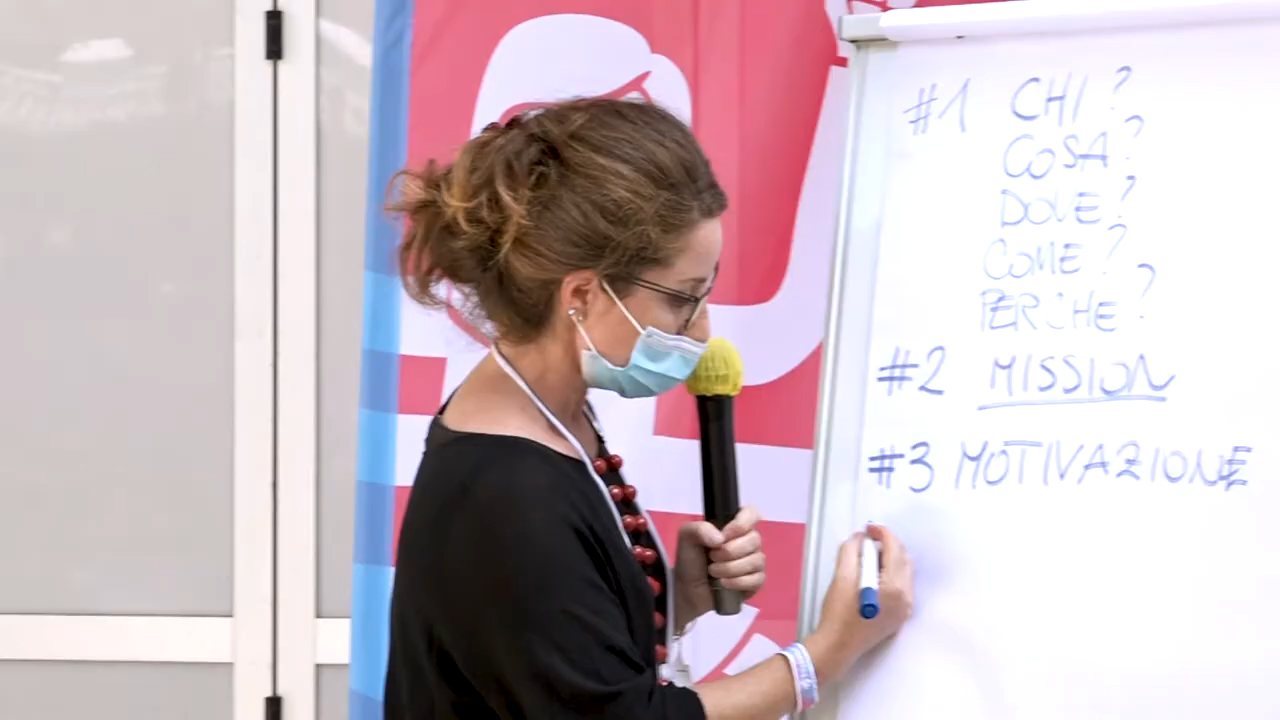 #1 CHI?
COSA?
DOVE?
COME?
PERCHE?
#2 MISSION
#3 MOTIVAZIONE